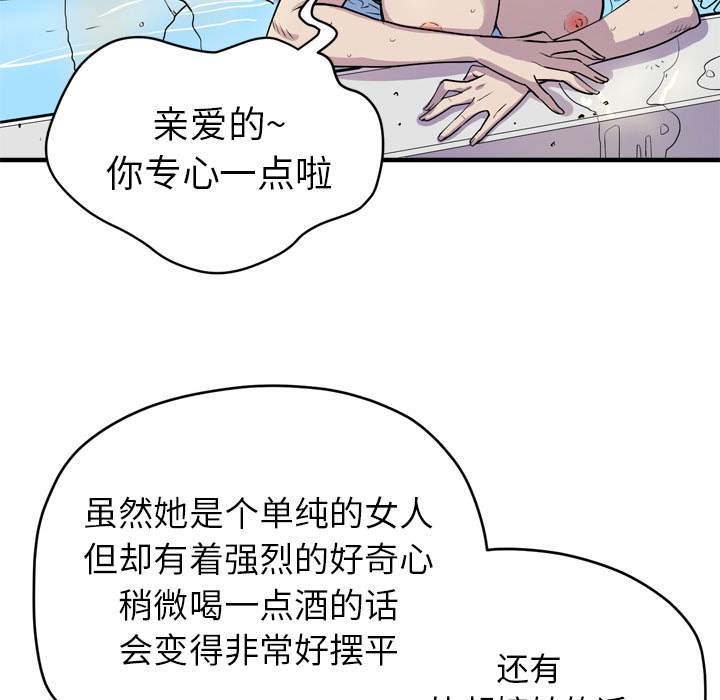 亲爱的~
你专心一点啦
虽然她是个单纯的女人
但却有着强烈的好奇心
稍微喝一点酒的话
会变得非常好摆平
还有